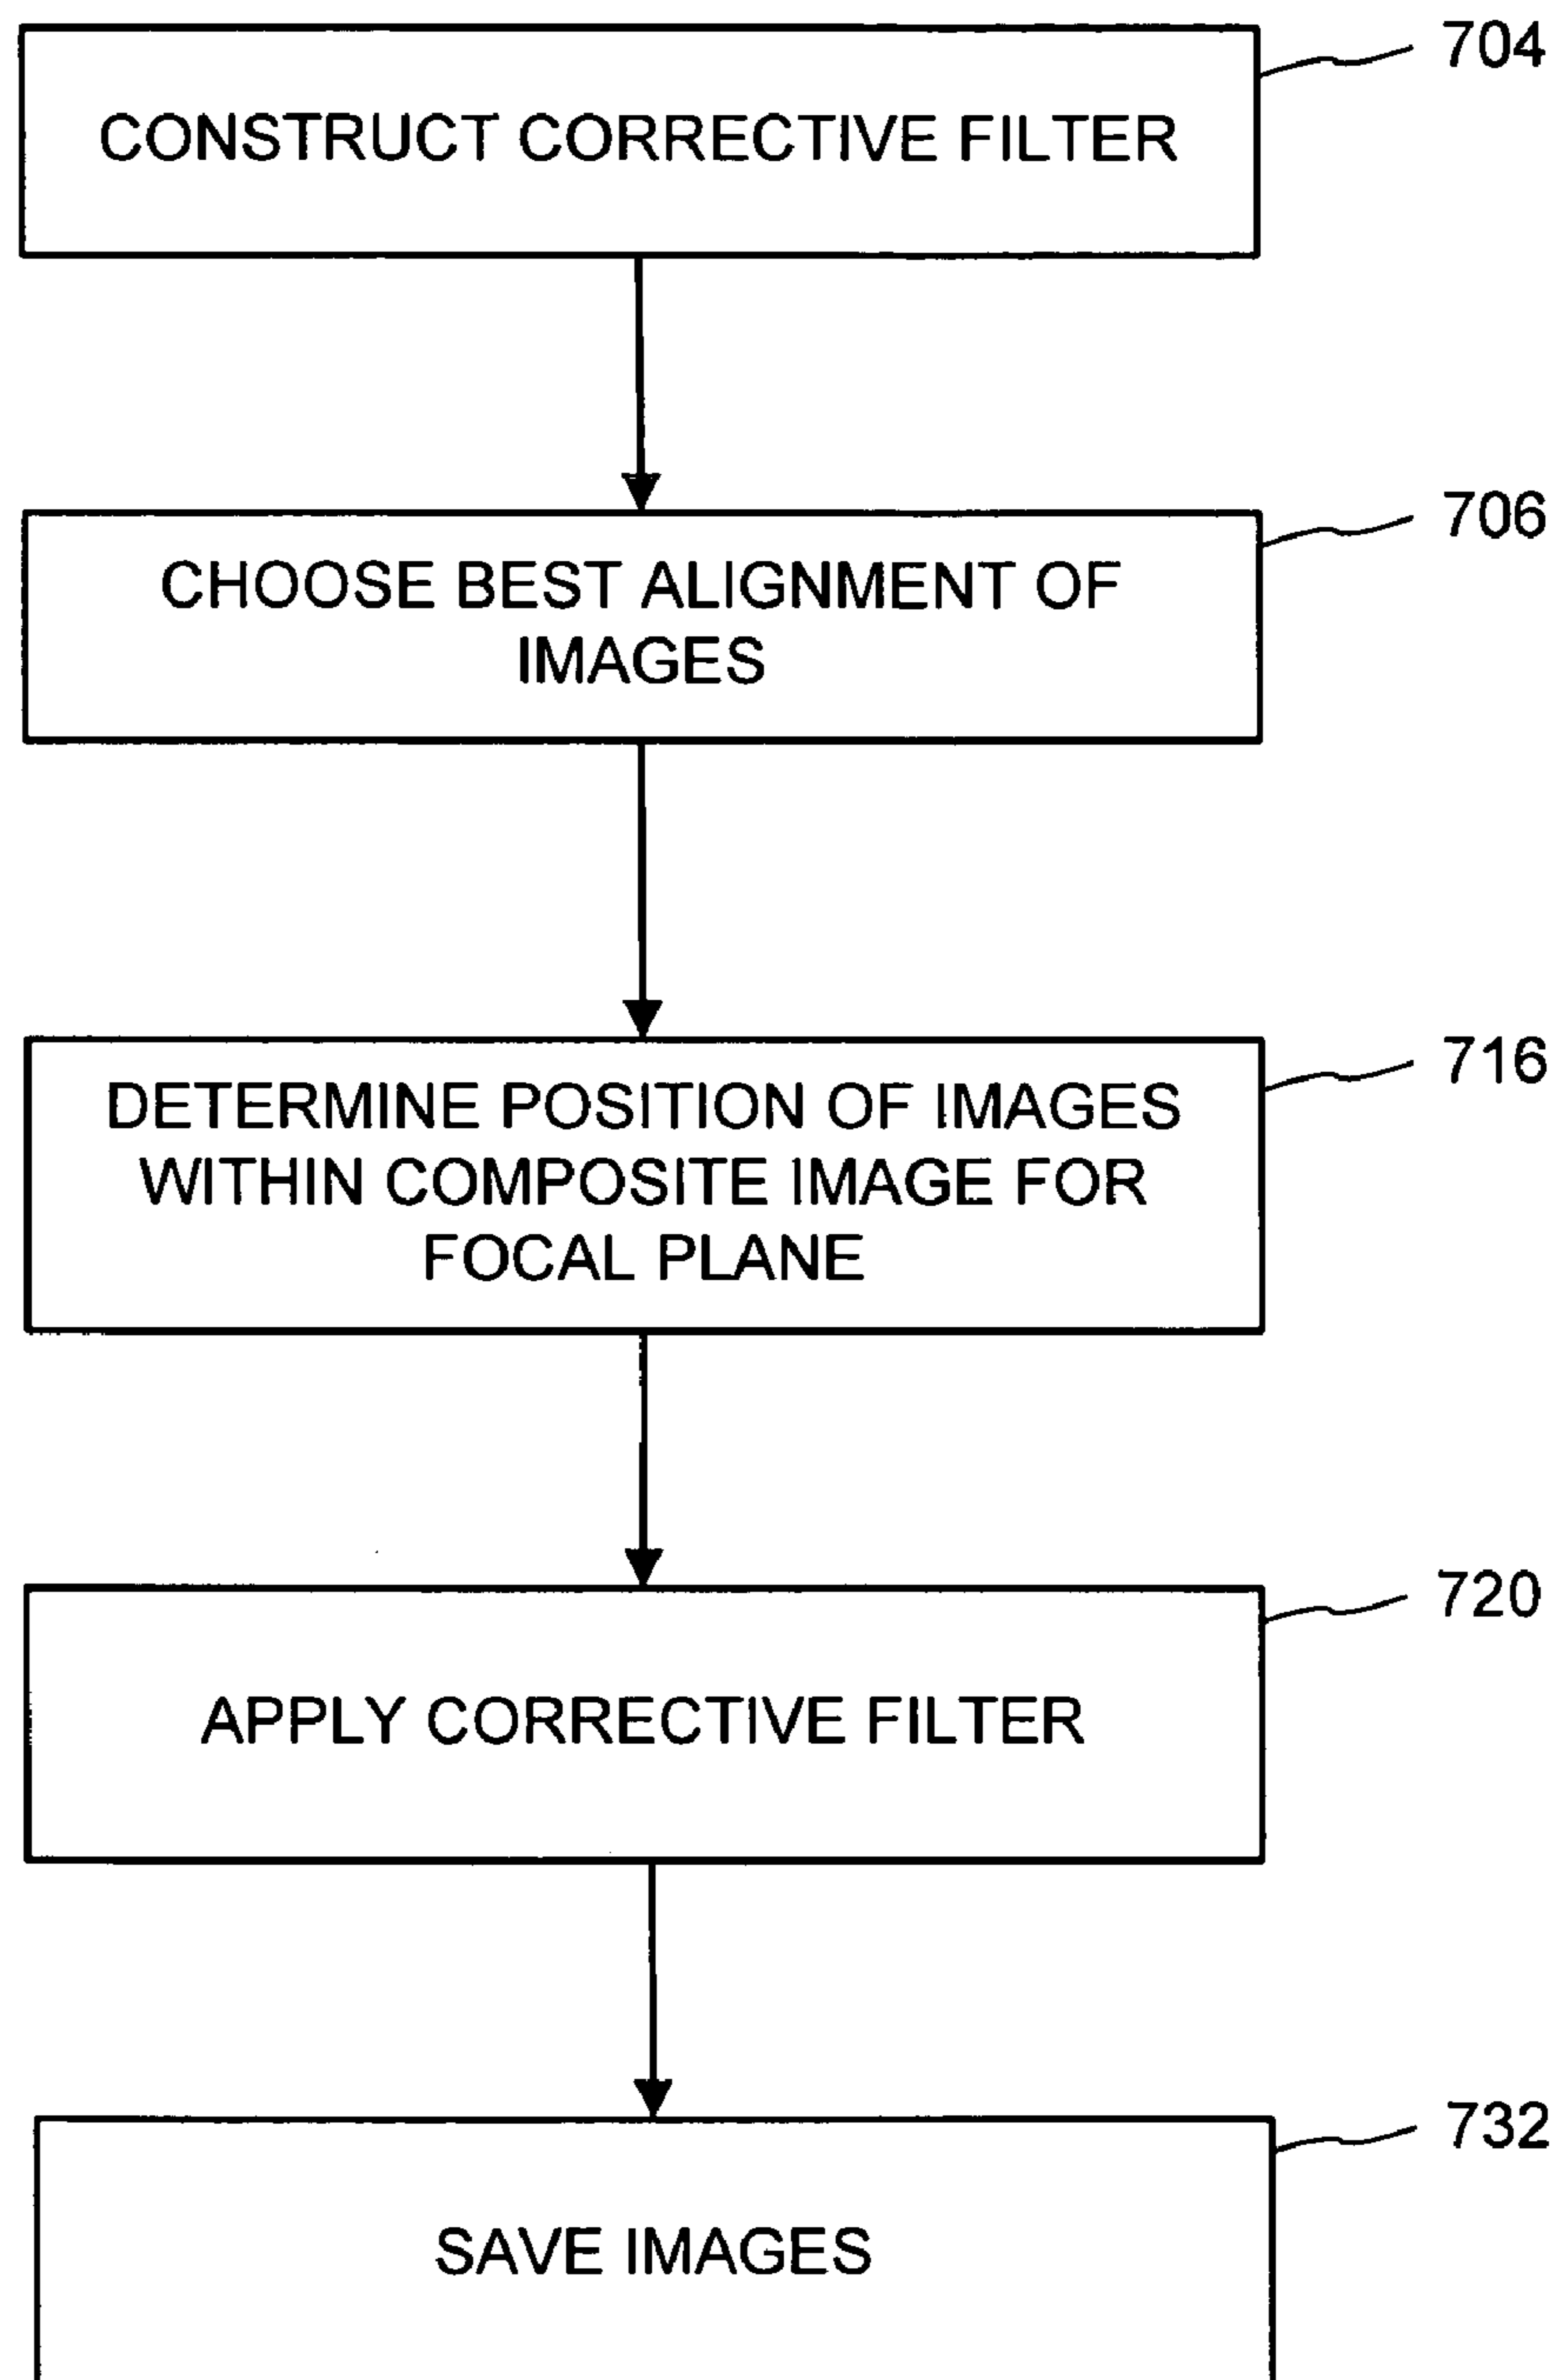 704
CONSTRUCT CORRECTIVE FILTER
706
CHOOSE BEST ALIGNMENT OF
IMAGES
716
DETERMINE POSITION OF IMAGES
WITHIN COMPOSITE IMAGE FOR
FOCAL PLANE
720
APPLY CORRECTIVE FILTER
732
SAVE IMAGES